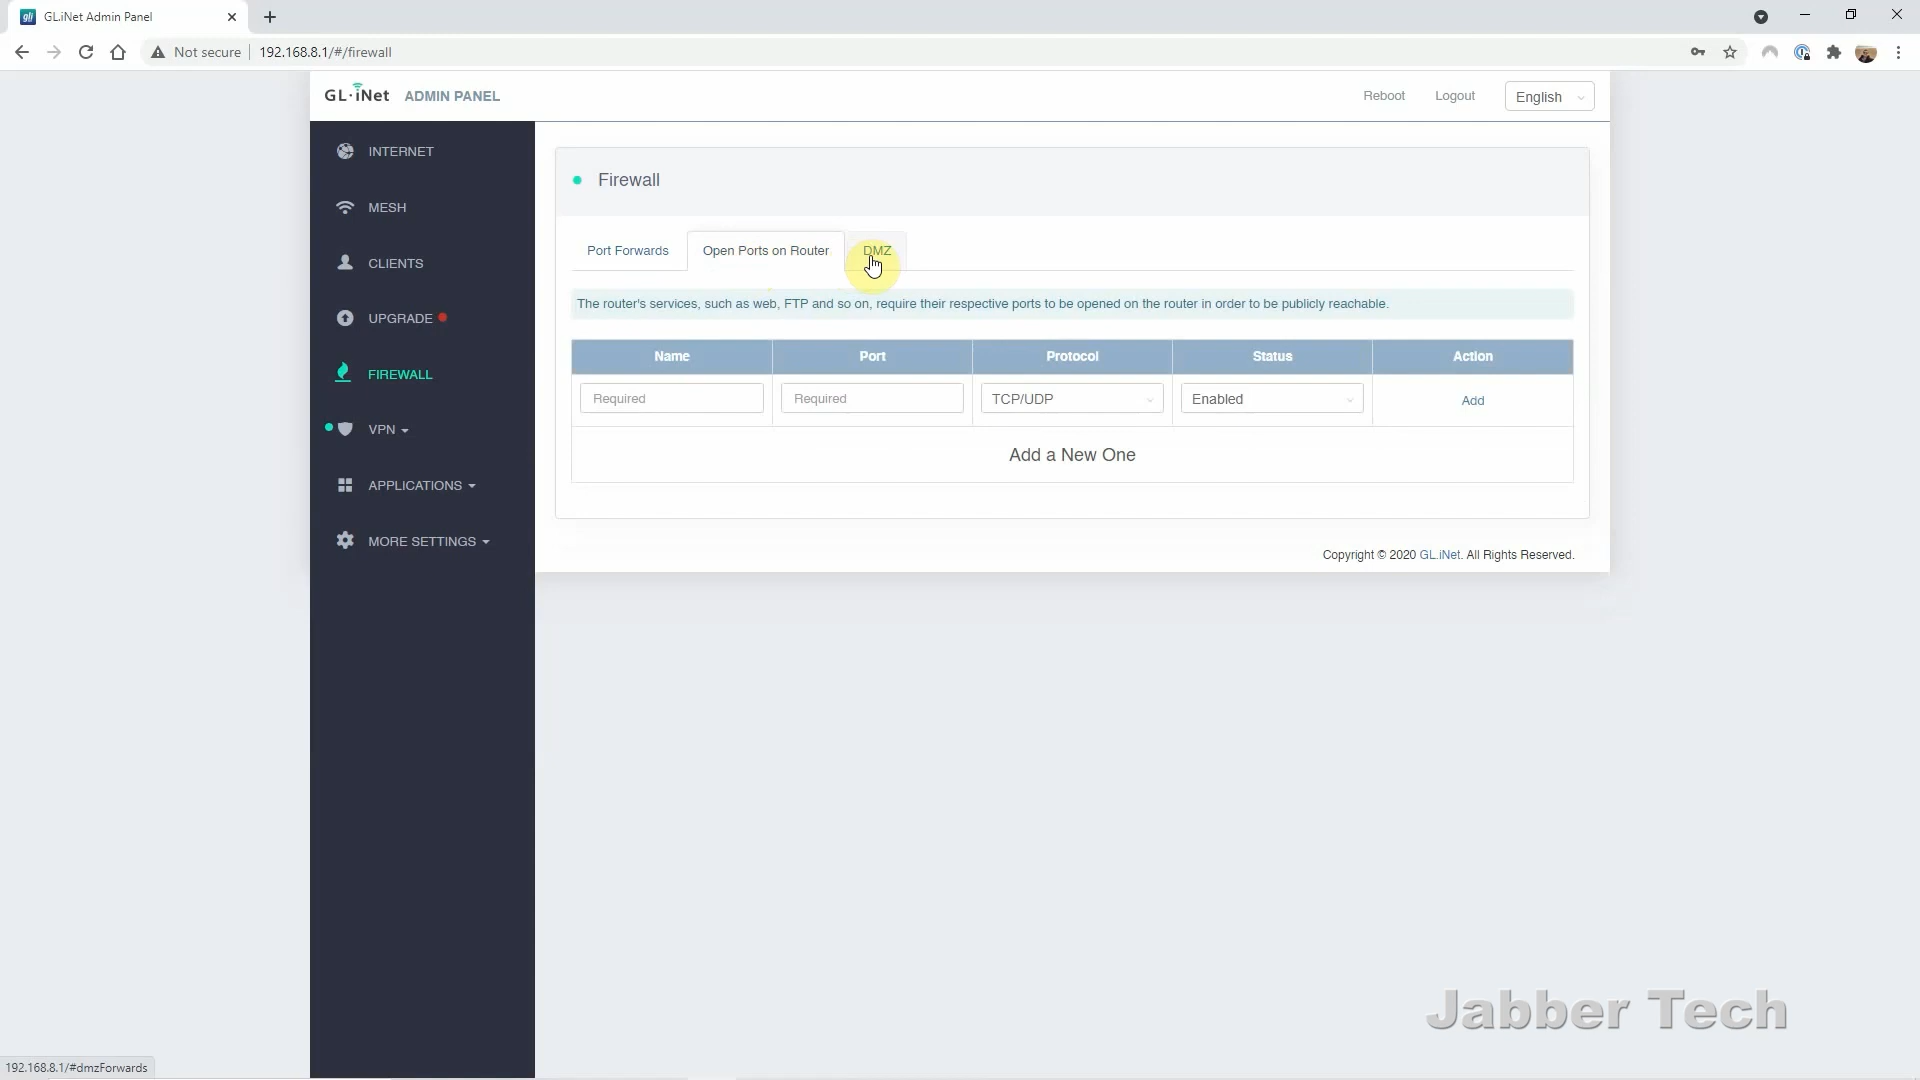 GL.iNet Admin Panel
Not secure
192.168.8.1/#/firewall
GL·iNet ADMIN PANEL
Reboot
Logout
English
INTERNET
MESH
CLIENTS
UPGRADE
FIREWALL
VPN
APPLICATIONS
MORE SETTINGS
Firewall
Port Forwards
Open Ports on Router
DMZ
The router's services, such as web, FTP and so on, require their respective ports to be opened on the router in order to be publicly reachable.
Name
Port
Protocol
Status
Action
Required
Required
TCP/UDP
Enabled
Add
Add a New One
Copyright © 2020 GL.iNet. All Rights Reserved.
Jabber Tech
192.168.8.1/#dmzForwards